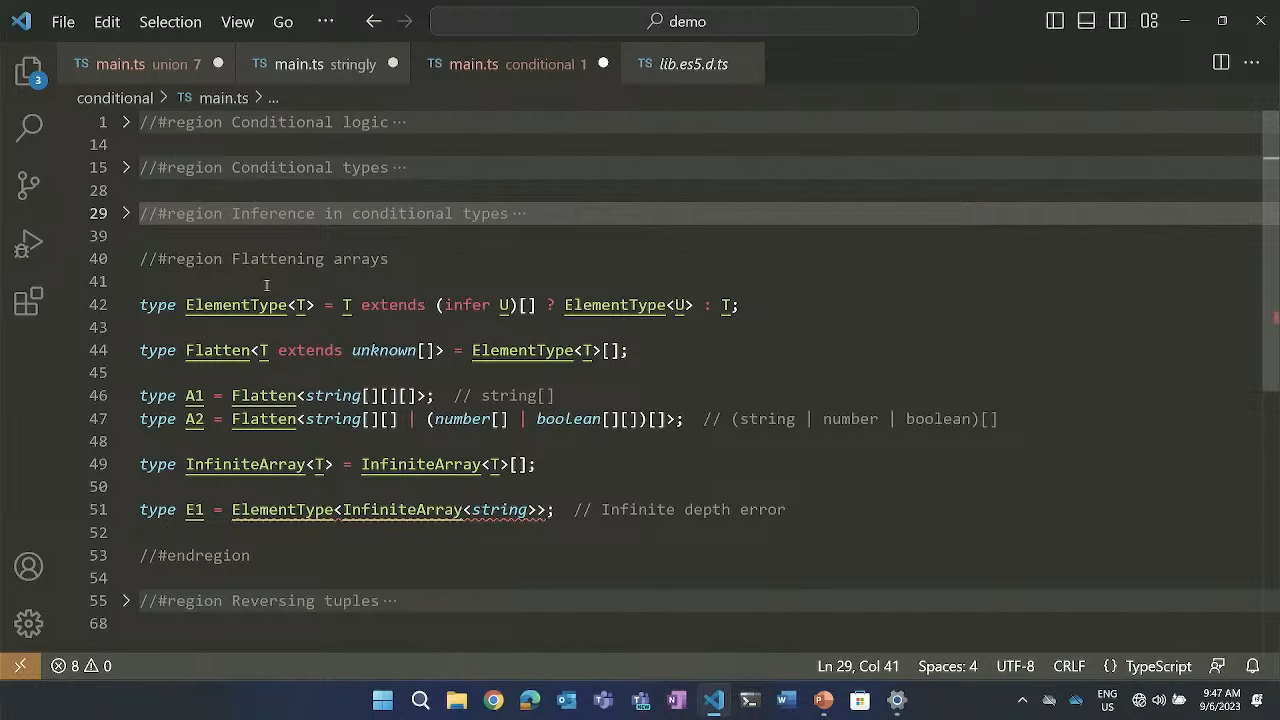 File Edit Selection View Go ··· demo
TS main.ts union 7 TS main.ts stringly TS main.ts conditional 1 TS lib.es5.d.ts
3
conditional > TS main.ts > ...
1 //#region Conditional logic···
14
15 //#region Conditional types···
28
29 //#region Inference in conditional types···
39
40 //#region Flattening arrays
41
42 type ElementType<T> = T extends (infer U)[] ? ElementType<U> : T;
43
44 type Flatten<T extends unknown[]> = ElementType<T>[];
45
46 type A1 = Flatten<string[][][]>; // string[]
47 type A2 = Flatten<string[][] | (number[] | boolean[][])[]>; // (string | number | boolean)[]
48
49 type InfiniteArray<T> = InfiniteArray<T>[];
50
51 type E1 = ElementType<InfiniteArray<string>>; // Infinite depth error
52
53 //#endregion
54
55 //#region Reversing tuples···
68
8 0 Ln 29, Col 41 Spaces: 4 UTF-8 CRLF {} TypeScript
ENG US 9:47 AM 9/6/2023